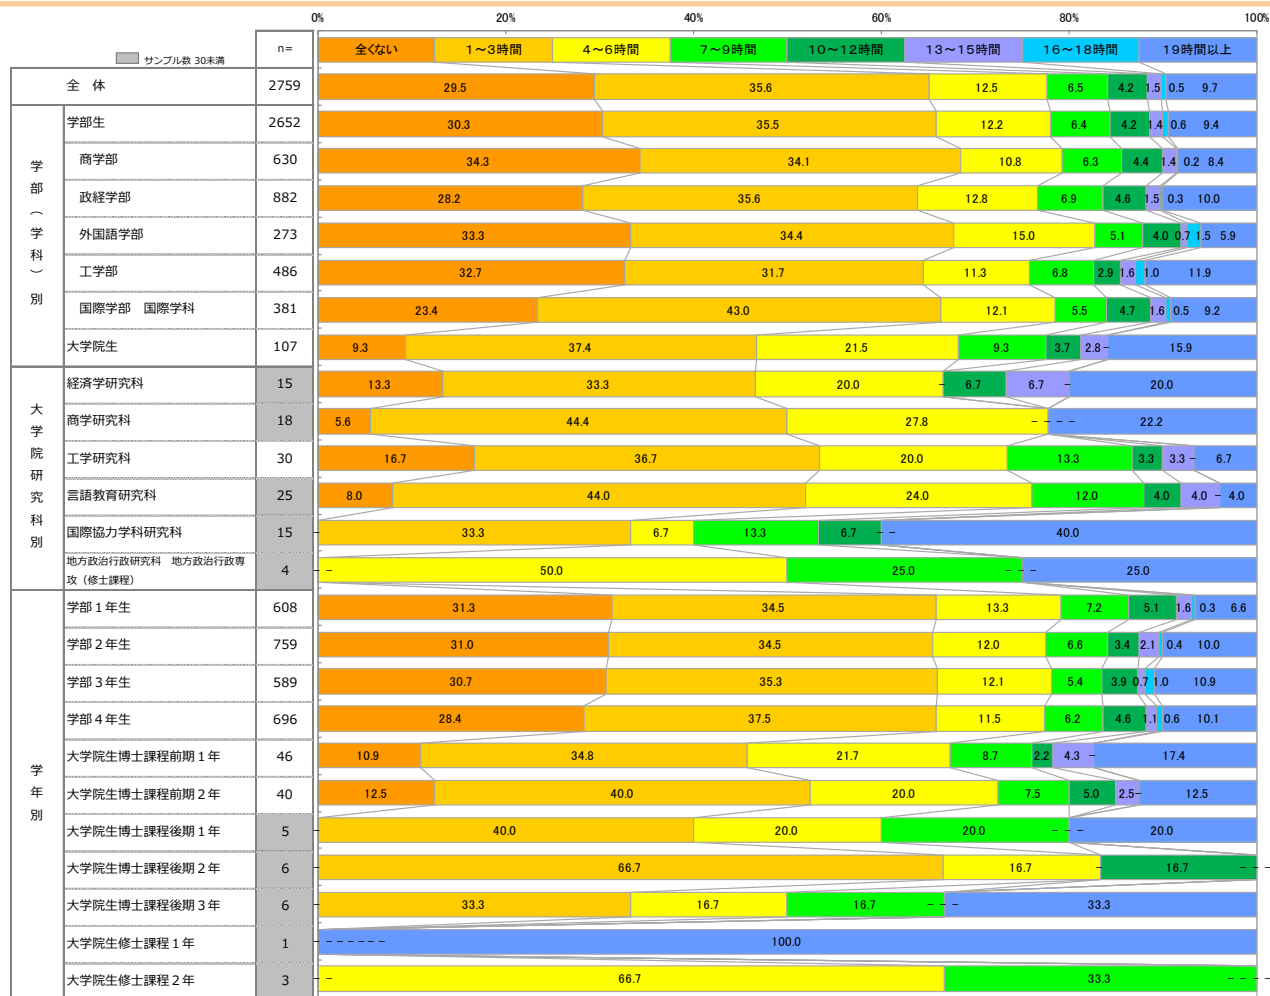 0% 20% 40% 60% 80% 100%
サンプル数 30未満 n= 全くない 1～3時間 4～6時間 7～9時間 10～12時間 13～15時間 16～18時間 19時間以上
全 体 2759 29.5 35.6 12.5 6.5 4.2 1.5 0.5 9.7
学部（学科）別
学部生 2652 30.3 35.5 12.2 6.4 4.2 1.4 0.6 9.4
商学部 630 34.3 34.1 10.8 6.3 4.4 1.4 0.2 8.4
政経学部 882 28.2 35.6 12.8 6.9 4.6 1.5 0.3 10.0
外国語学部 273 33.3 34.4 15.0 5.1 4.0 0.7 1.5 5.9
工学部 486 32.7 31.7 11.3 6.8 2.9 1.6 1.0 11.9
国際学部 国際学科 381 23.4 43.0 12.1 5.5 4.7 1.6 0.5 9.2
大学院生 107 9.3 37.4 21.5 9.3 3.7 2.8 - 15.9
大学院研究科別
経済学研究科 15 13.3 33.3 20.0 - 6.7 6.7 - 20.0
商学研究科 18 5.6 44.4 27.8 - - - - 22.2
工学研究科 30 16.7 36.7 20.0 13.3 3.3 3.3 - 6.7
言語教育研究科 25 8.0 44.0 24.0 12.0 4.0 4.0 - 4.0
国際協力学科研究科 15 - 33.3 6.7 13.3 6.7 - - 40.0
地方政治行政研究科 地方政治行政専
攻（修士課程） 4 - - 50.0 25.0 - - - 25.0
学年別
学部１年生 608 31.3 34.5 13.3 7.2 5.1 1.6 0.3 6.6
学部２年生 759 31.0 34.5 12.0 6.6 3.4 2.1 0.4 10.0
学部３年生 589 30.7 35.3 12.1 5.4 3.9 0.7 1.0 10.9
学部４年生 696 28.4 37.5 11.5 6.2 4.6 1.1 0.6 10.1
大学院生博士課程前期１年 46 10.9 34.8 21.7 8.7 2.2 4.3 - 17.4
大学院生博士課程前期２年 40 12.5 40.0 20.0 7.5 5.0 2.5 - 12.5
大学院生博士課程後期１年 5 - 40.0 20.0 20.0 - - - 20.0
大学院生博士課程後期２年 6 - 66.7 16.7 - 16.7 - - -
大学院生博士課程後期３年 6 - 33.3 16.7 16.7 - - - 33.3
大学院生修士課程１年 1 - - - - - - - 100.0
大学院生修士課程２年 3 - - 66.7 33.3 - - - -